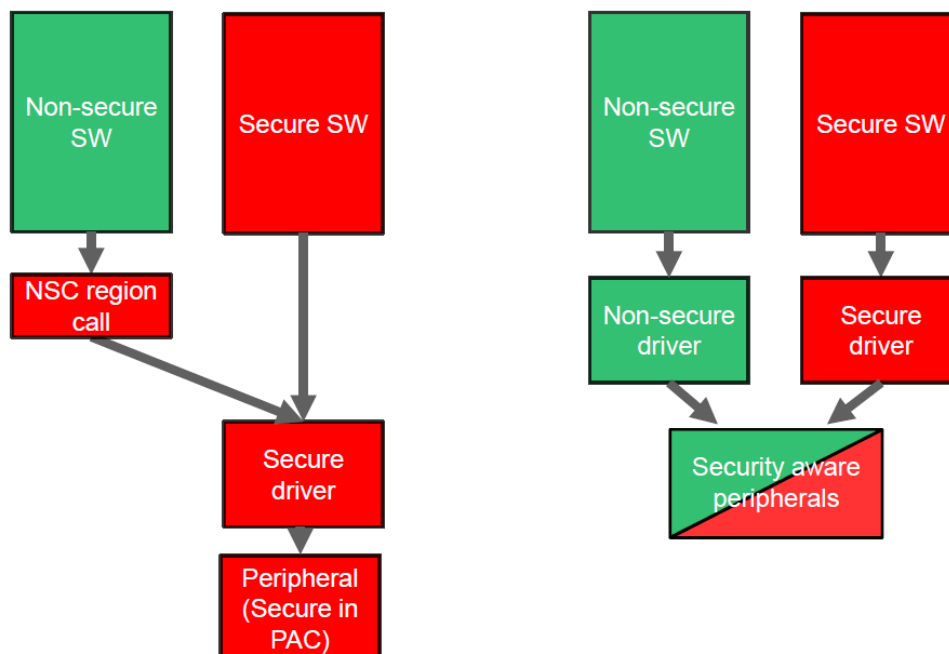 Non-secure
SW
Secure SW
NSC region
call
Secure
driver
Peripheral
(Secure in
PAC)
Non-secure
SW
Secure SW
Non-secure
driver
Secure
driver
Security aware
peripherals